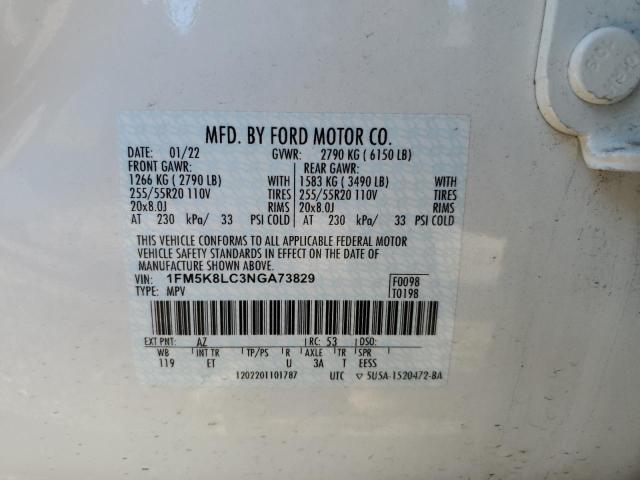 MFD. BY FORD MOTOR CO.
01/22 GVWR: 2790 KG ( 6150 LB)
FRONT GAWR: REAR GAWR:
1266 KG ( 2790 LB) WITH 1583 KG ( 3490 LB) WITH
255/55R20 110V TIRES 255/55R20 110V TIRES
20x8.0J RIMS 20x8.0J RIMS
AT 230 kPa/ 33 PSI COLD AT 230 kPa/ 33 PSI COLD
THIS VEHICLE CONFORMS TO ALL APPLICABLE FEDERAL MOTOR
VEHICLE SAFETY STANDARDS IN EFFECT ON THE DATE OF
MANUFACTURE SHOWN ABOVE.
VIN: 1FM5K8LC3NGA73829 F0098
TYPE: MPV T0198
EXT PNT: AZ RC: 53 DSO:
WB INT TR TP/PS R AXLE TR SPR
119 ET U 3A T EESS
1202201101787 UTC ▽ 5U5A-1520472-BA